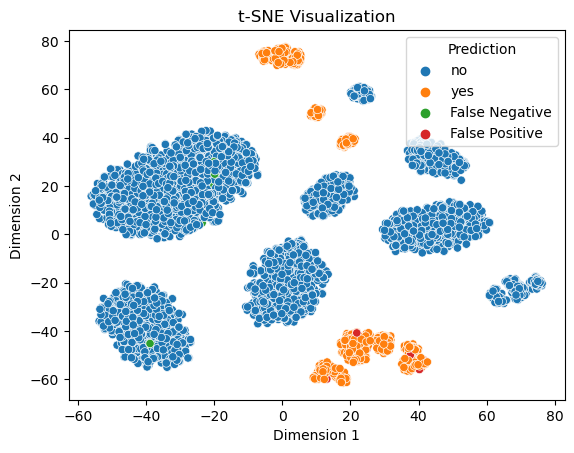 t-SNE Visualization
Prediction
no
yes
False Negative
False Positive
80
60
40
20
0
−20
−40
−60
Dimension 2
−60
−40
−20
0
20
40
60
80
Dimension 1